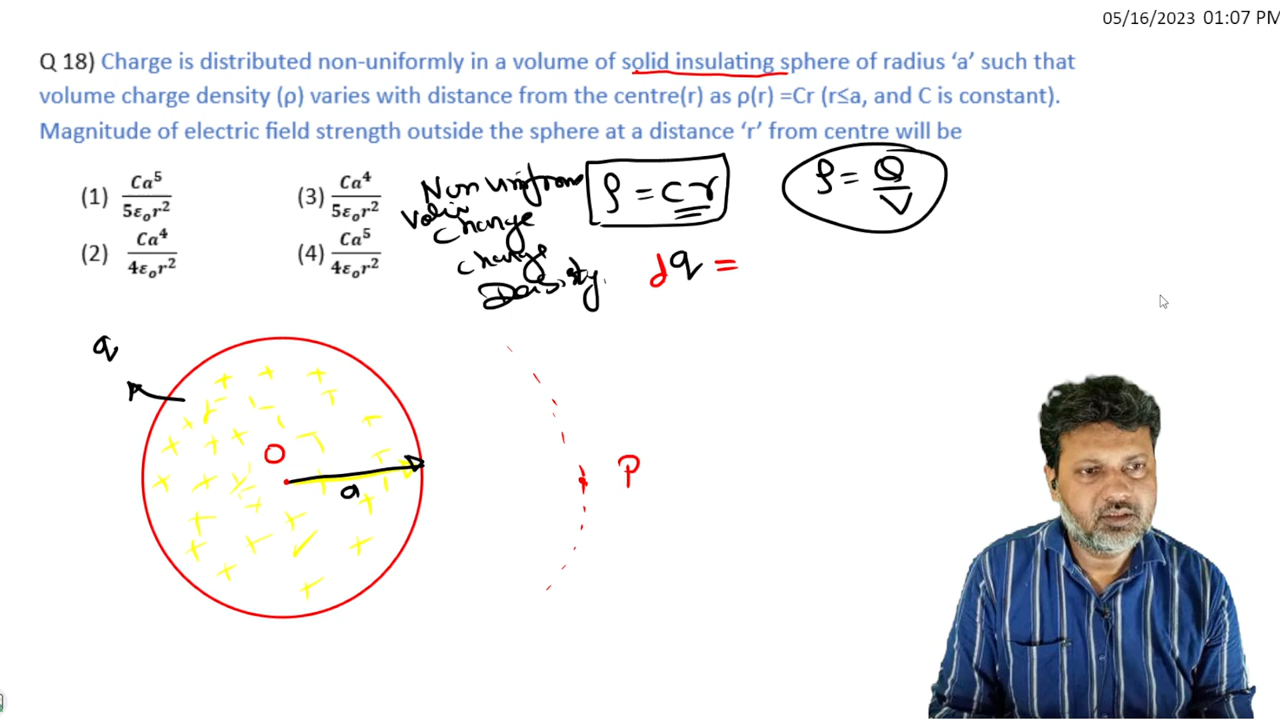 05/16/2023 01:07 PM
Q 18) Charge is distributed non-uniformly in a volume of solid insulating sphere of radius ‘a’ such that
volume charge density (ρ) varies with distance from the centre(r) as ρ(r) =Cr (r≤a, and C is constant).
Magnitude of electric field strength outside the sphere at a distance ‘r’ from centre will be
(1) Ca⁵/5ε₀r² (3) Ca⁴/5ε₀r²
(2) Ca⁴/4ε₀r² (4) Ca⁵/4ε₀r²
Non
charge
charge
Density.
ρ = cr
ρ = Q/V
dq =
q
O
a
P